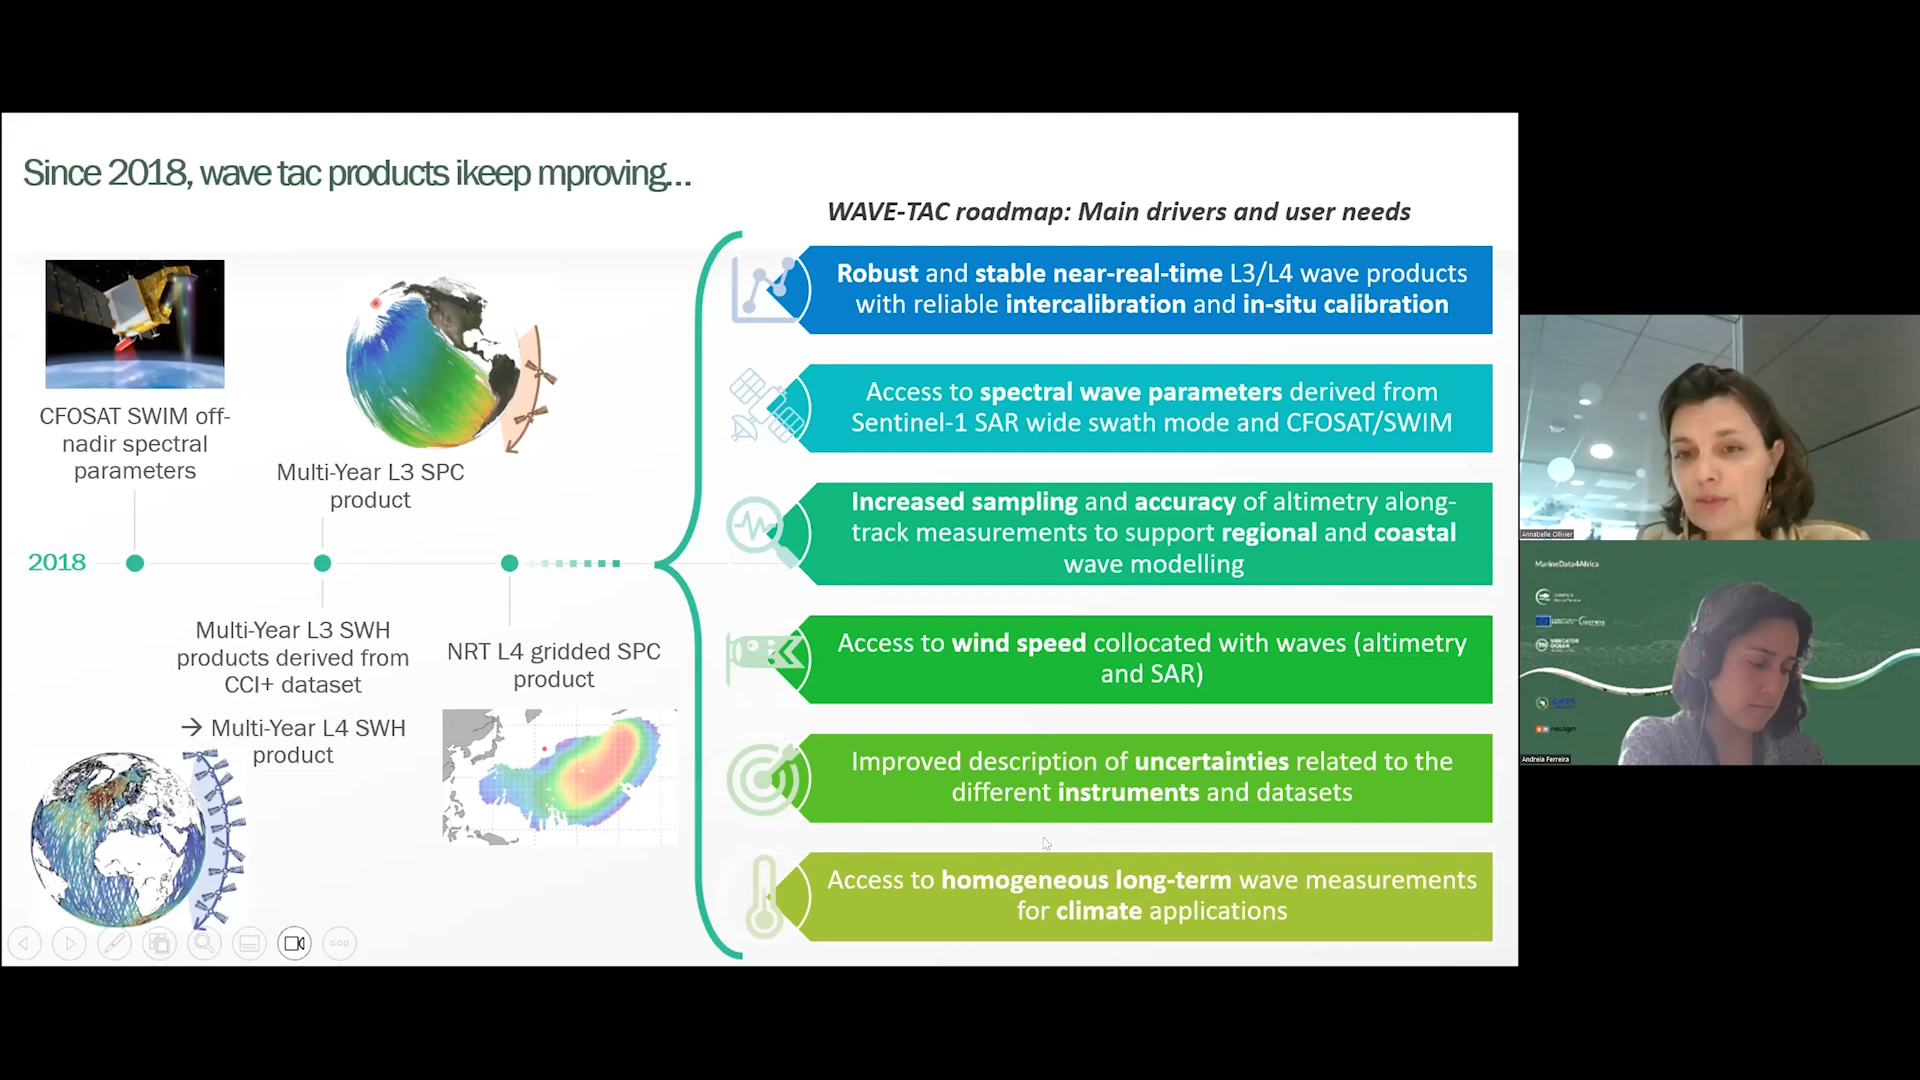 Since 2018, wave tac products ikeep mproving...
WAVE-TAC roadmap: Main drivers and user needs
CFOSAT SWIM off-
nadir spectral
parameters
Multi-Year L3 SPC
product
2018
Multi-Year L3 SWH
products derived from
CCI+ dataset
→ Multi-Year L4 SWH
product
NRT L4 gridded SPC
product
Robust and stable near-real-time L3/L4 wave products
with reliable intercalibration and in-situ calibration
Access to spectral wave parameters derived from
Sentinel-1 SAR wide swath mode and CFOSAT/SWIM
Increased sampling and accuracy of altimetry along-
track measurements to support regional and coastal
wave modelling
Access to wind speed collocated with waves (altimetry
and SAR)
Improved description of uncertainties related to the
different instruments and datasets
Access to homogeneous long-term wave measurements
for climate applications
Annabelle Ollivier
MarineData4Africa
Andreia Ferreira